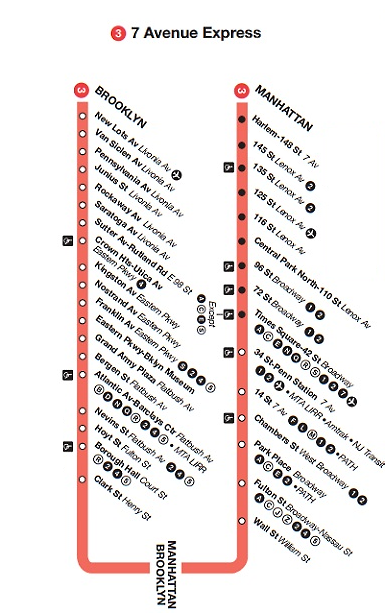 3 7 Avenue Express
3 BROOKLYN
New Lots Av Livonia Av
Van Siclen Av Livonia Av
Pennsylvania Av Livonia Av
Junius St Livonia Av
Rockaway Av Livonia Av
Saratoga Av Livonia Av
Sutter Av-Rutland Rd E 98 St
Crown Hts-Utica Av
Eastern Pkwy 4
Kingston Av Eastern Pkwy
Nostrand Av Eastern Pkwy
Franklin Av Eastern Pkwy 2 4 5
Eastern Pkwy-Bklyn Museum
Grand Army Plaza Flatbush Av
Bergen St Flatbush Av
Atlantic Av-Barclays Ctr Flatbush Av
B D N Q R 2 4 5 • MTA LIRR
Nevins St Flatbush Av 2 4 5
Hoyt St Fulton St
Borough Hall Court St
R 2 4 5
Clark St Henry St
3 MANHATTAN
Harlem-148 St 7 Av
145 St Lenox Av 2
135 St Lenox Av 2
125 St Lenox Av
116 St Lenox Av
Central Park North-110 St Lenox Av
96 St Broadway 1 2
72 St Broadway 1 2
Times Square-42 St Broadway
A C E N Q R S 1 2 7
Except
A C E S
34 St-Penn Station 7 Av
1 2 • MTA LIRR • Amtrak • NJ Transit
14 St 7 Av F L M 1 2 • PATH
Chambers St West Broadway 1 2
Park Place Broadway
A C E 2 • PATH
Fulton St Broadway-Nassau St
A C J Z 2 4 5
Wall St William St
MANHATTAN
BROOKLYN